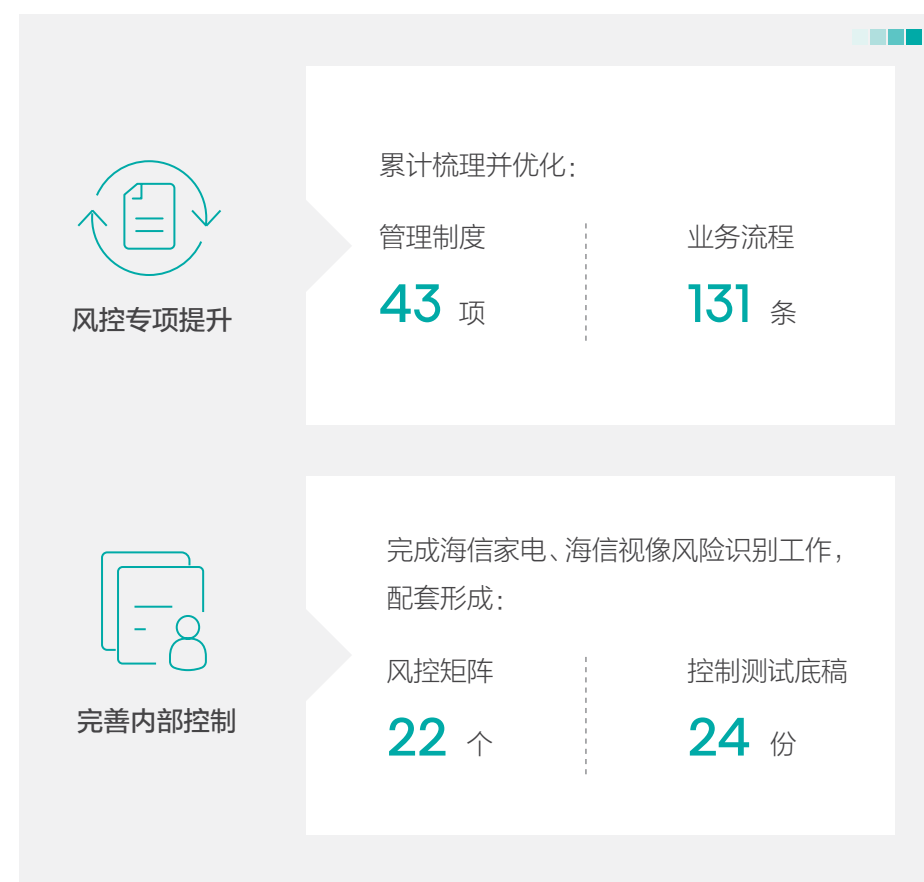 风控专项提升
累计梳理并优化：
管理制度
43 项
业务流程
131 条
完善内部控制
完成海信家电、海信视像风险识别工作，
配套形成：
风控矩阵
22 个
控制测试底稿
24 份